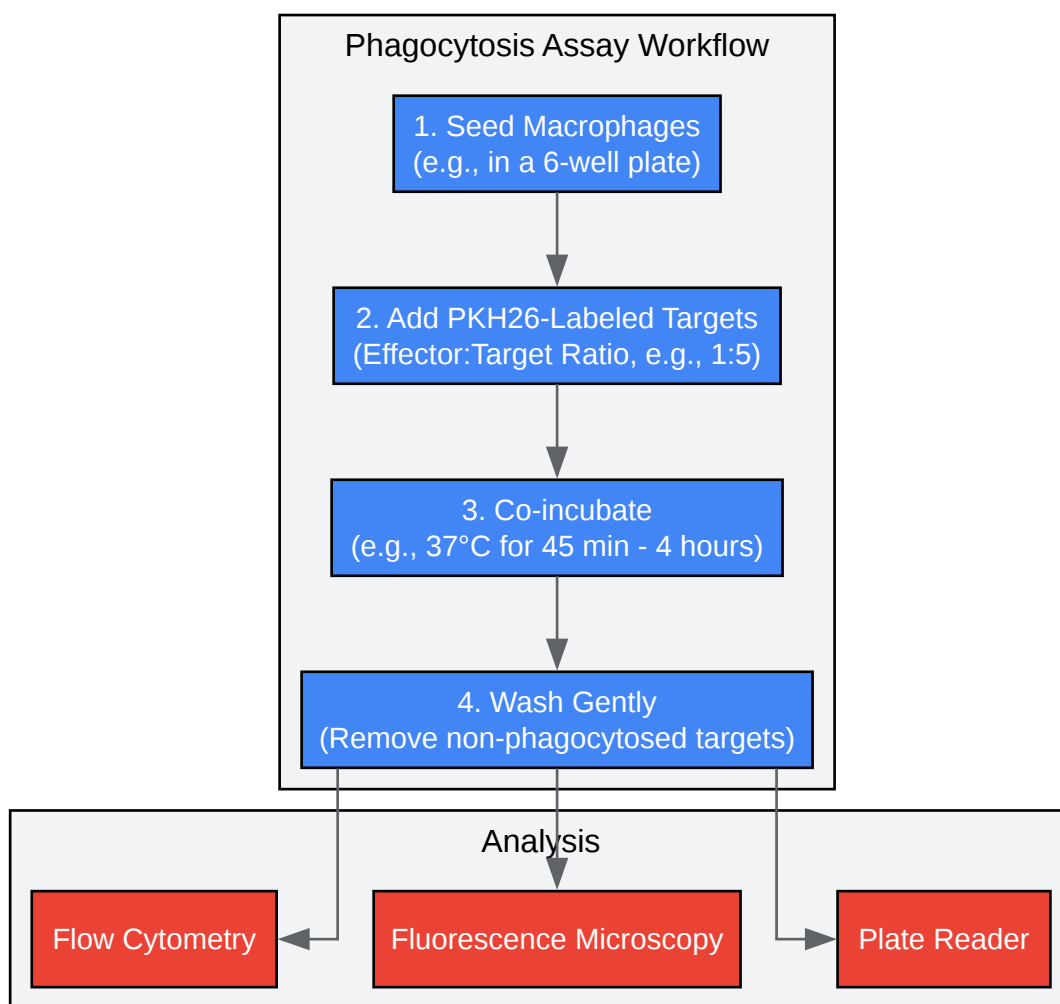 Phagocytosis Assay Workflow
1. Seed Macrophages
(e.g., in a 6-well plate)
2. Add PKH26-Labeled Targets
(Effector:Target Ratio, e.g., 1:5)
3. Co-incubate
(e.g., 37°C for 45 min - 4 hours)
4. Wash Gently
(Remove non-phagocytosed targets)
Analysis
Flow Cytometry
Fluorescence Microscopy
Plate Reader